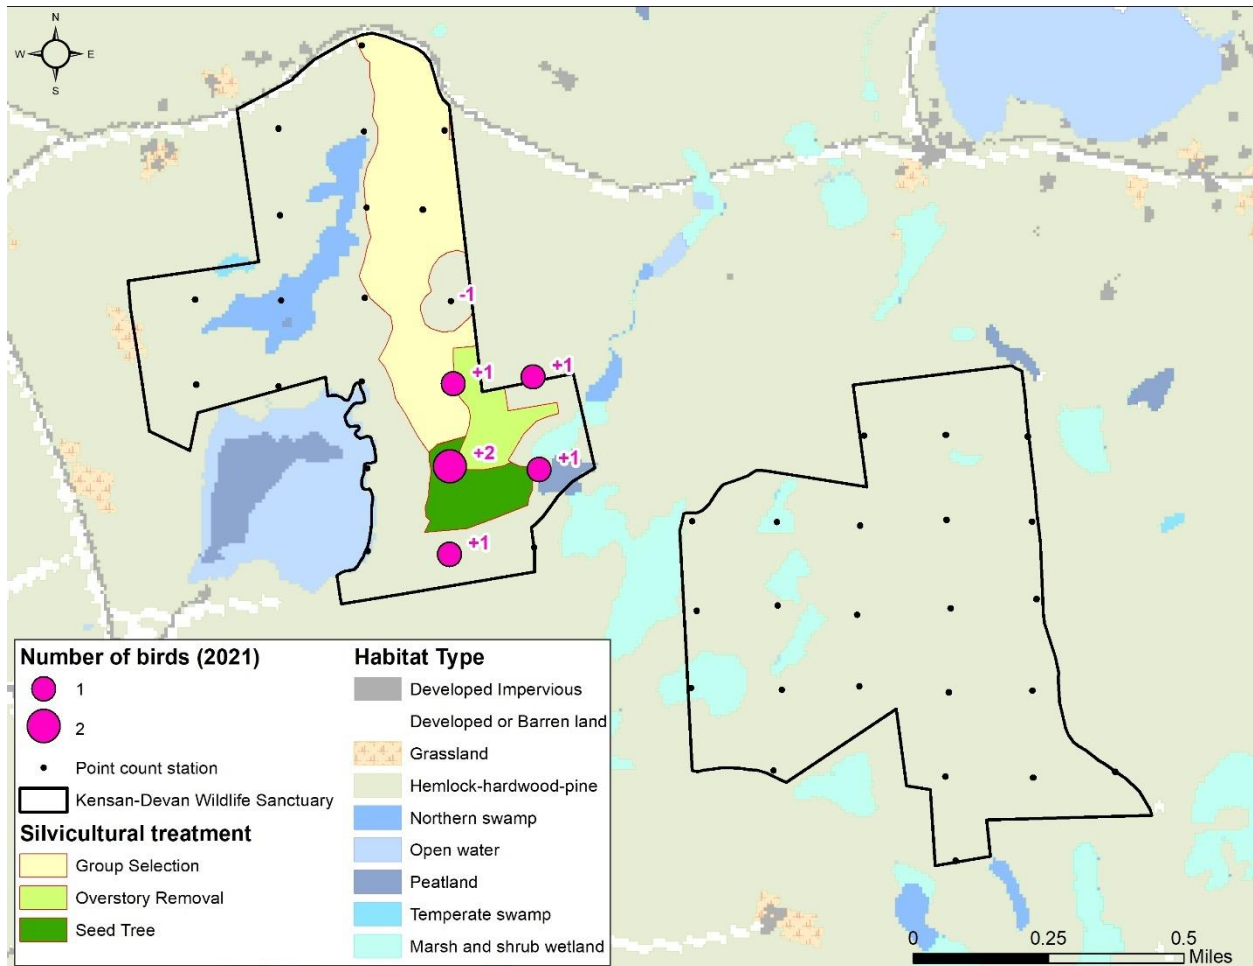 N
W E
S
-1
+1
+1
+2
+1
+1
Number of birds (2021)
1
2
Point count station
Kensan-Devan Wildlife Sanctuary
Silvicultural treatment
Group Selection
Overstory Removal
Seed Tree
Habitat Type
Developed Impervious
Developed or Barren land
Grassland
Hemlock-hardwood-pine
Northern swamp
Open water
Peatland
Temperate swamp
Marsh and shrub wetland
0 0.25 0.5
Miles